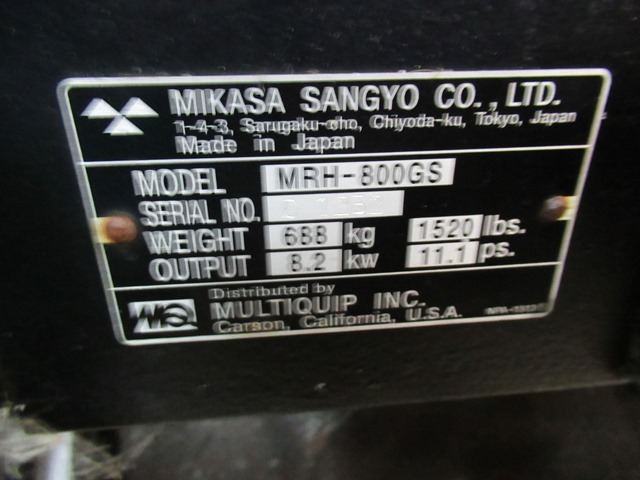 MIKASA SANGYO CO., LTD.
1-4-3, Sarugaku-cho, Chiyoda-ku, Tokyo, Japan
Made in Japan
MODEL MRH-800GS
SERIAL NO.
WEIGHT 688 kg 1520 lbs.
OUTPUT 8.2 kw 11.1 ps.
Distributed by
MQ MULTIQUIP INC.
Carson, California, U.S.A.